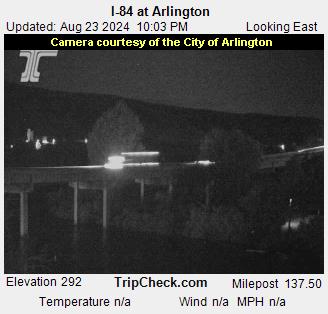 I-84 at Arlington
Updated: Aug 23 2024 10:03 PM Looking East
Camera courtesy of the City of Arlington
Elevation 292 TripCheck.com Milepost 137.50
Temperature n/a Wind n/a MPH n/a